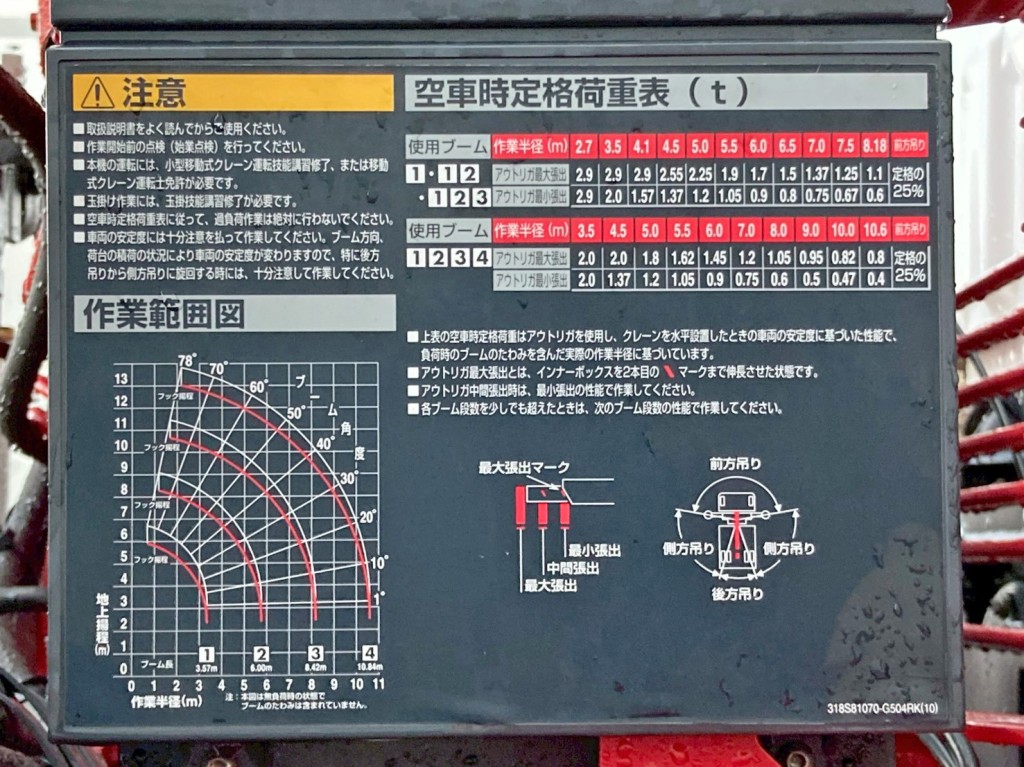 注意
■取扱説明書をよく読んでからご使用ください。
■作業開始前の点検(始業点検)を行ってください。
■本機の運転には、小型移動式クレーン運転技能講習修了、または移動
式クレーン運転士免許が必要です。
■玉掛け作業には、玉掛技能講習修了が必要です。
■空車時定格荷重表に従って、過負荷作業は絶対に行わないでください。
■車両の安定度には十分注意を払って作業してください。ブーム方向、
荷台の積荷の状況により車両の安定度が変わりますので、特に後方
吊りから側方吊りに旋回する時には、十分注意して作業してください。
作業範囲図
78° 70° 60° 50° 40° 30° 20° 10° 1°
ブーム角度
フック揚程
フック揚程
フック揚程
フック揚程
地上揚程(m)
13
12
11
10
9
8
7
6
5
4
3
2
1
0
ブーム長 1 2 3 4
3.57m 6.00m 8.42m 10.84m
0 1 2 3 4 5 6 7 8 9 10 11
作業半径(m)
注:本図は無負荷時の状態で
ブームのたわみは含まれていません。
空車時定格荷重表(t)
使用ブーム 作業半径(m) 2.7 3.5 4.1 4.5 5.0 5.5 6.0 6.5 7.0 7.5 8.18 前方吊り
1・12 アウトリガ最大張出 2.9 2.9 2.9 2.55 2.25 1.9 1.7 1.5 1.37 1.25 1.1 定格の
・123 アウトリガ最小張出 2.9 2.0 1.57 1.37 1.2 1.05 0.9 0.8 0.75 0.67 0.6 25%
使用ブーム 作業半径(m) 3.5 4.5 5.0 5.5 6.0 7.0 8.0 9.0 10.0 10.6 前方吊り
1234 アウトリガ最大張出 2.0 2.0 1.8 1.62 1.45 1.2 1.05 0.95 0.82 0.8 定格の
アウトリガ最小張出 2.0 1.37 1.2 1.05 0.9 0.75 0.6 0.5 0.47 0.4 25%
■上表の空車時定格荷重はアウトリガを使用し、クレーンを水平設置したときの車両の安定度に基づいた性能で、
負荷時のブームのたわみを含んだ実際の作業半径に基づいています。
■アウトリガ最大張出とは、インナーボックスを2本目の マークまで伸長させた状態です。
■アウトリガ中間張出時は、最小張出の性能で作業してください。
■各ブーム段数を少しでも超えたときは、次のブーム段数の性能で作業してください。
最大張出マーク
最小張出
中間張出
最大張出
前方吊り
側方吊り 側方吊り
後方吊り
318S81070-G504RK(10)